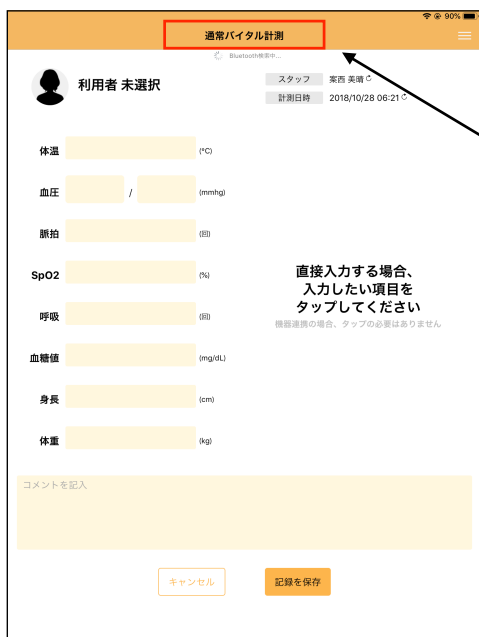 90%
通常バイタル計測
Bluetooth検索中...
利用者 未選択
スタッフ 案西 美晴
計測日時 2018/10/28 06:21
体温 (°C)
血圧 / (mmhg)
脈拍 (回)
SpO2 (%)
呼吸 (回)
血糖値 (mg/dL)
身長 (cm)
体重 (kg)
直接入力する場合、
入力したい項目を
タップしてください
機器連携の場合、タップの必要はありません
コメントを記入
キャンセル 記録を保存